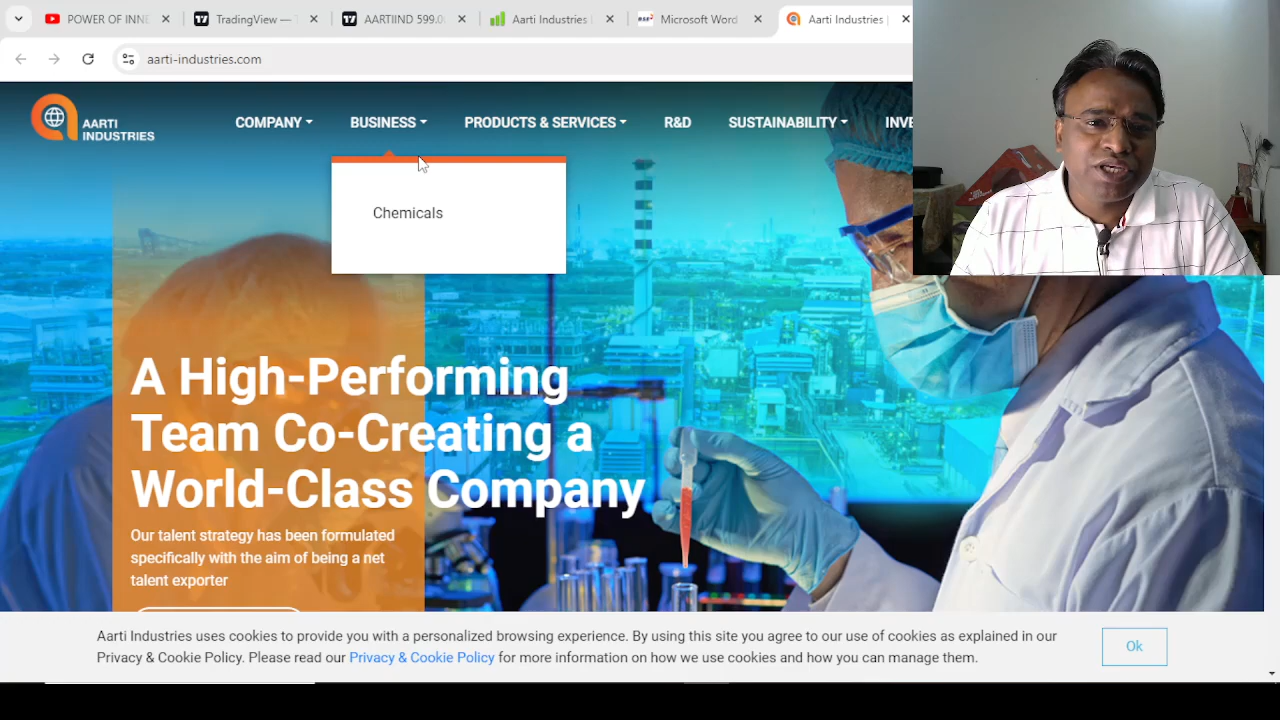 POWER OF INNE
TradingView — T
AARTIIND 599.0
Aarti Industries L
Microsoft Word
Aarti Industries |
aarti-industries.com
AARTI
INDUSTRIES
COMPANY
BUSINESS
PRODUCTS & SERVICES
R&D
SUSTAINABILITY
INVE
Chemicals
A High-Performing
Team Co-Creating a
World-Class Company
Our talent strategy has been formulated
specifically with the aim of being a net
talent exporter
Aarti Industries uses cookies to provide you with a personalized browsing experience. By using this site you agree to our use of cookies as explained in our
Privacy & Cookie Policy. Please read our Privacy & Cookie Policy for more information on how we use cookies and how you can manage them.
Ok